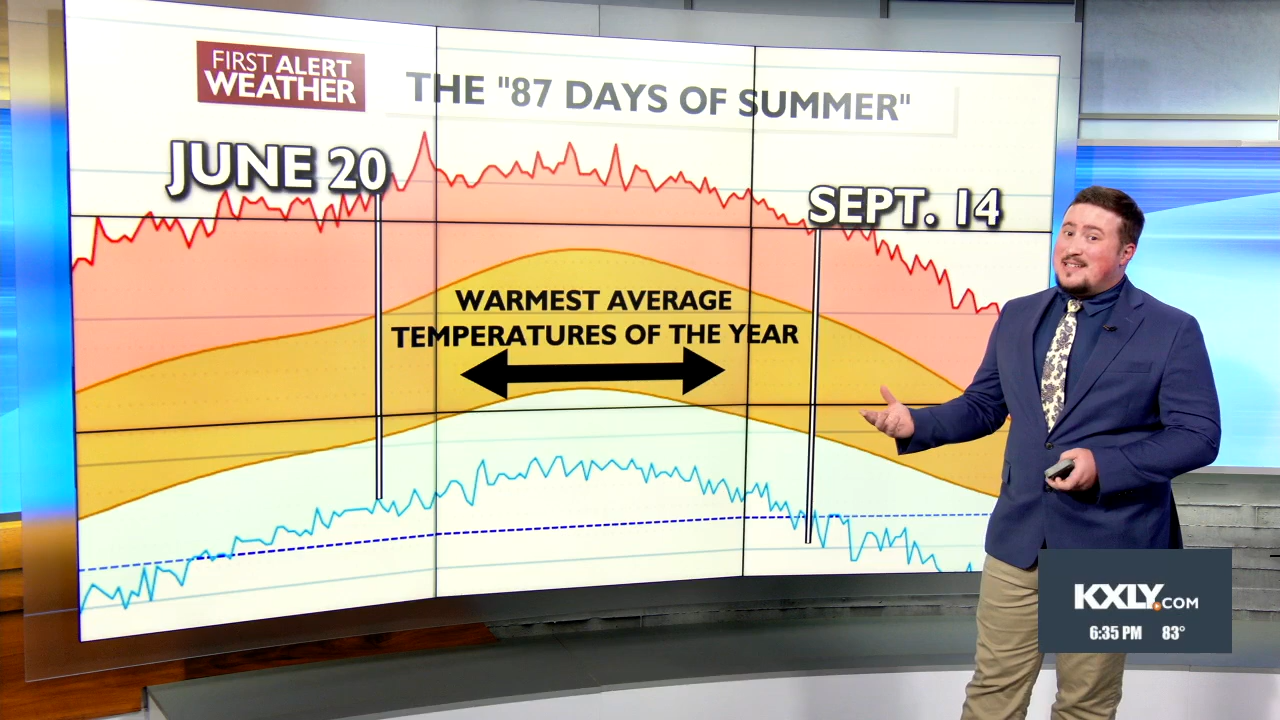 FIRST ALERT
WEATHER
THE "87 DAYS OF SUMMER"
JUNE 20
SEPT. 14
WARMEST AVERAGE
TEMPERATURES OF THE YEAR
KXLY.COM
6:35 PM 83°